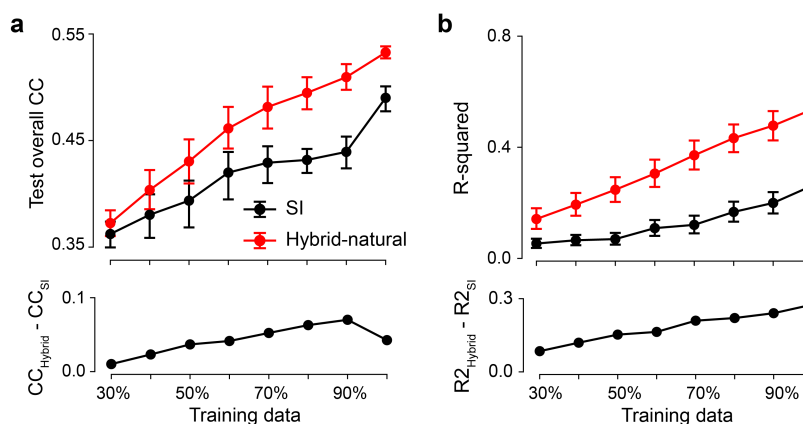 a
0.55
0.45
0.35
Test overall CC
SI
Hybrid-natural
0.1
0.0
CC_Hybrid - CC_SI
30%
50%
70%
90%
Training data
b
0.8
0.4
0.0
R-squared
0.3
0.0
R2_Hybrid - R2_SI
30%
50%
70%
90%
Training data